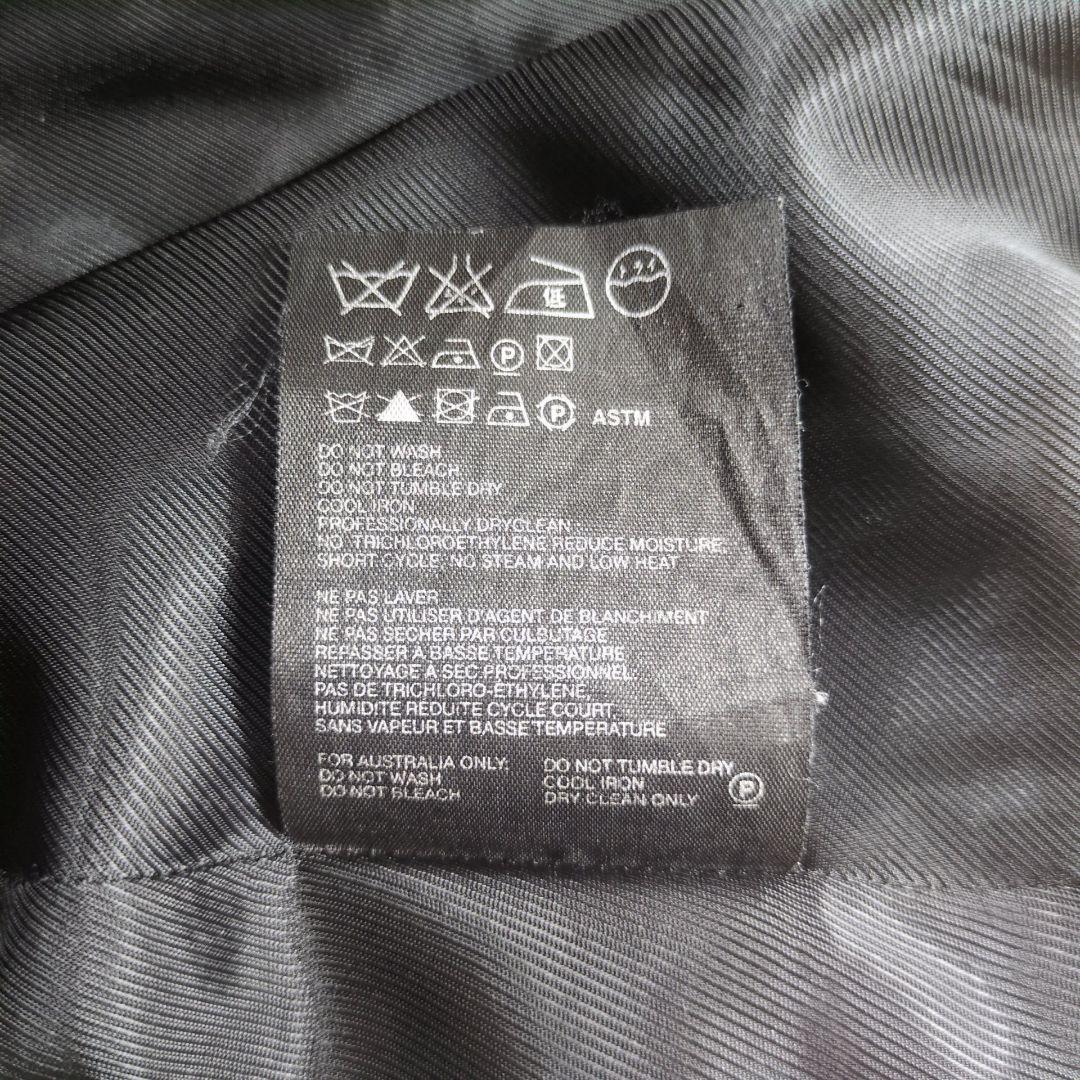 低
ドライ
P
P ASTM
DO NOT WASH
DO NOT BLEACH
DO NOT TUMBLE DRY
COOL IRON
PROFESSIONALLY DRYCLEAN :
NO TRICHLOROETHYLENE REDUCE MOISTURE,
SHORT CYCLE, NO STEAM AND LOW HEAT
NE PAS LAVER
NE PAS UTILISER D'AGENT DE BLANCHIMENT
NE PAS SECHER PAR CULBUTAGE
REPASSER A BASSE TEMPERATURE
NETTOYAGE A SEC PROFESSIONNEL:
PAS DE TRICHLORO-ETHYLENE,
HUMIDITE REDUITE CYCLE COURT,
SANS VAPEUR ET BASSE TEMPERATURE
FOR AUSTRALIA ONLY:
DO NOT WASH
DO NOT BLEACH
DO NOT TUMBLE DRY
COOL IRON
DRY CLEAN ONLY P